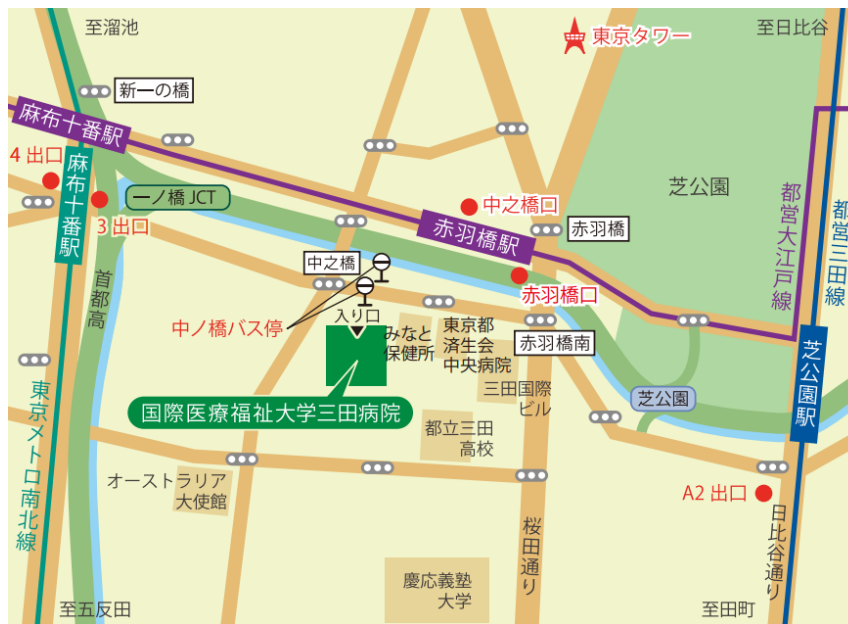 至溜池
東京タワー
至日比谷
新一の橋
麻布十番駅
4 出口
麻布十番駅
一ノ橋 JCT
3 出口
中之橋口
赤羽橋
赤羽橋駅
芝公園
都営大江戸線
都営三田線
首都高
中之橋
赤羽橋口
中ノ橋バス停
入り口
みなと
保健所
東京都
済生会
中央病院
赤羽橋南
三田国際
ビル
芝公園
芝公園駅
国際医療福祉大学三田病院
都立三田
高校
東京メトロ南北線
オーストラリア
大使館
A2 出口
桜田通り
日比谷通り
慶応義塾
大学
至五反田
至田町